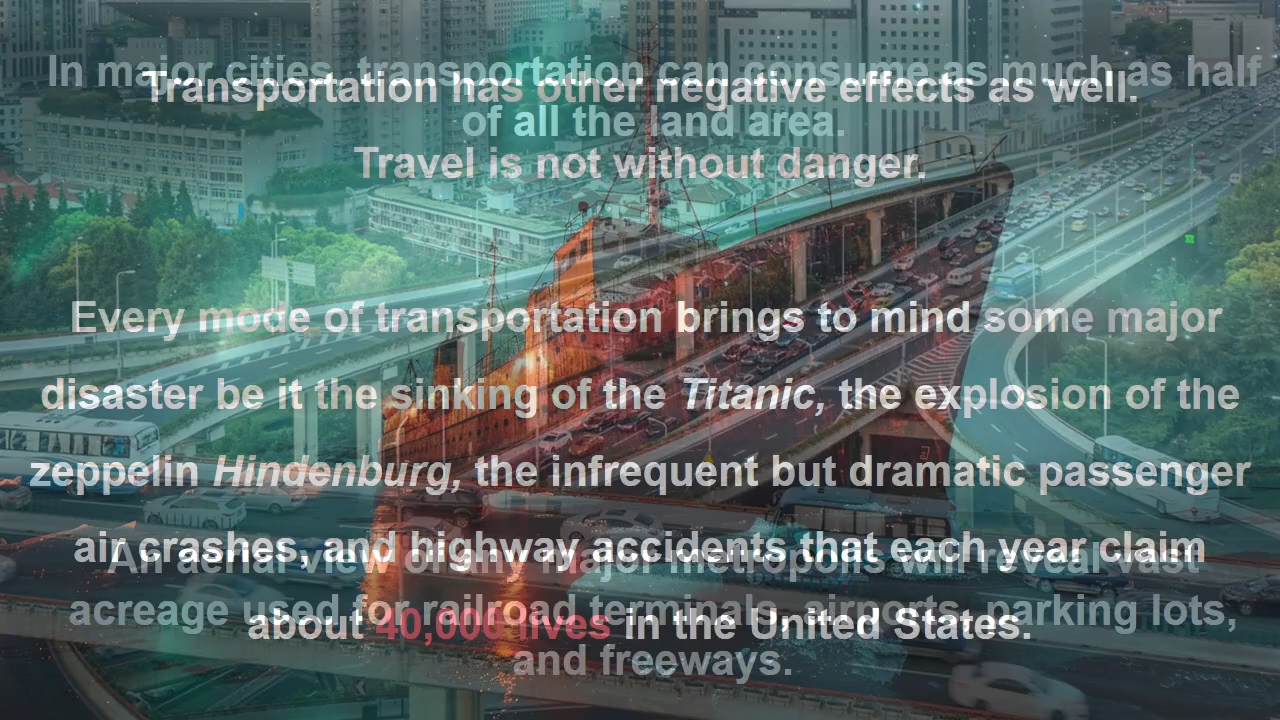 In major cities, transportation can consume as much as half
of all the land area.
Transportation has other negative effects as well.
Travel is not without danger.
Every mode of transportation brings to mind some major
disaster be it the sinking of the Titanic, the explosion of the
zeppelin Hindenburg, the infrequent but dramatic passenger
air crashes, and highway accidents that each year claim
about 40,000 lives in the United States.
An aerial view of any major metropolis will reveal the
acreage used for railroad terminals, airports, parking lots,
and freeways.